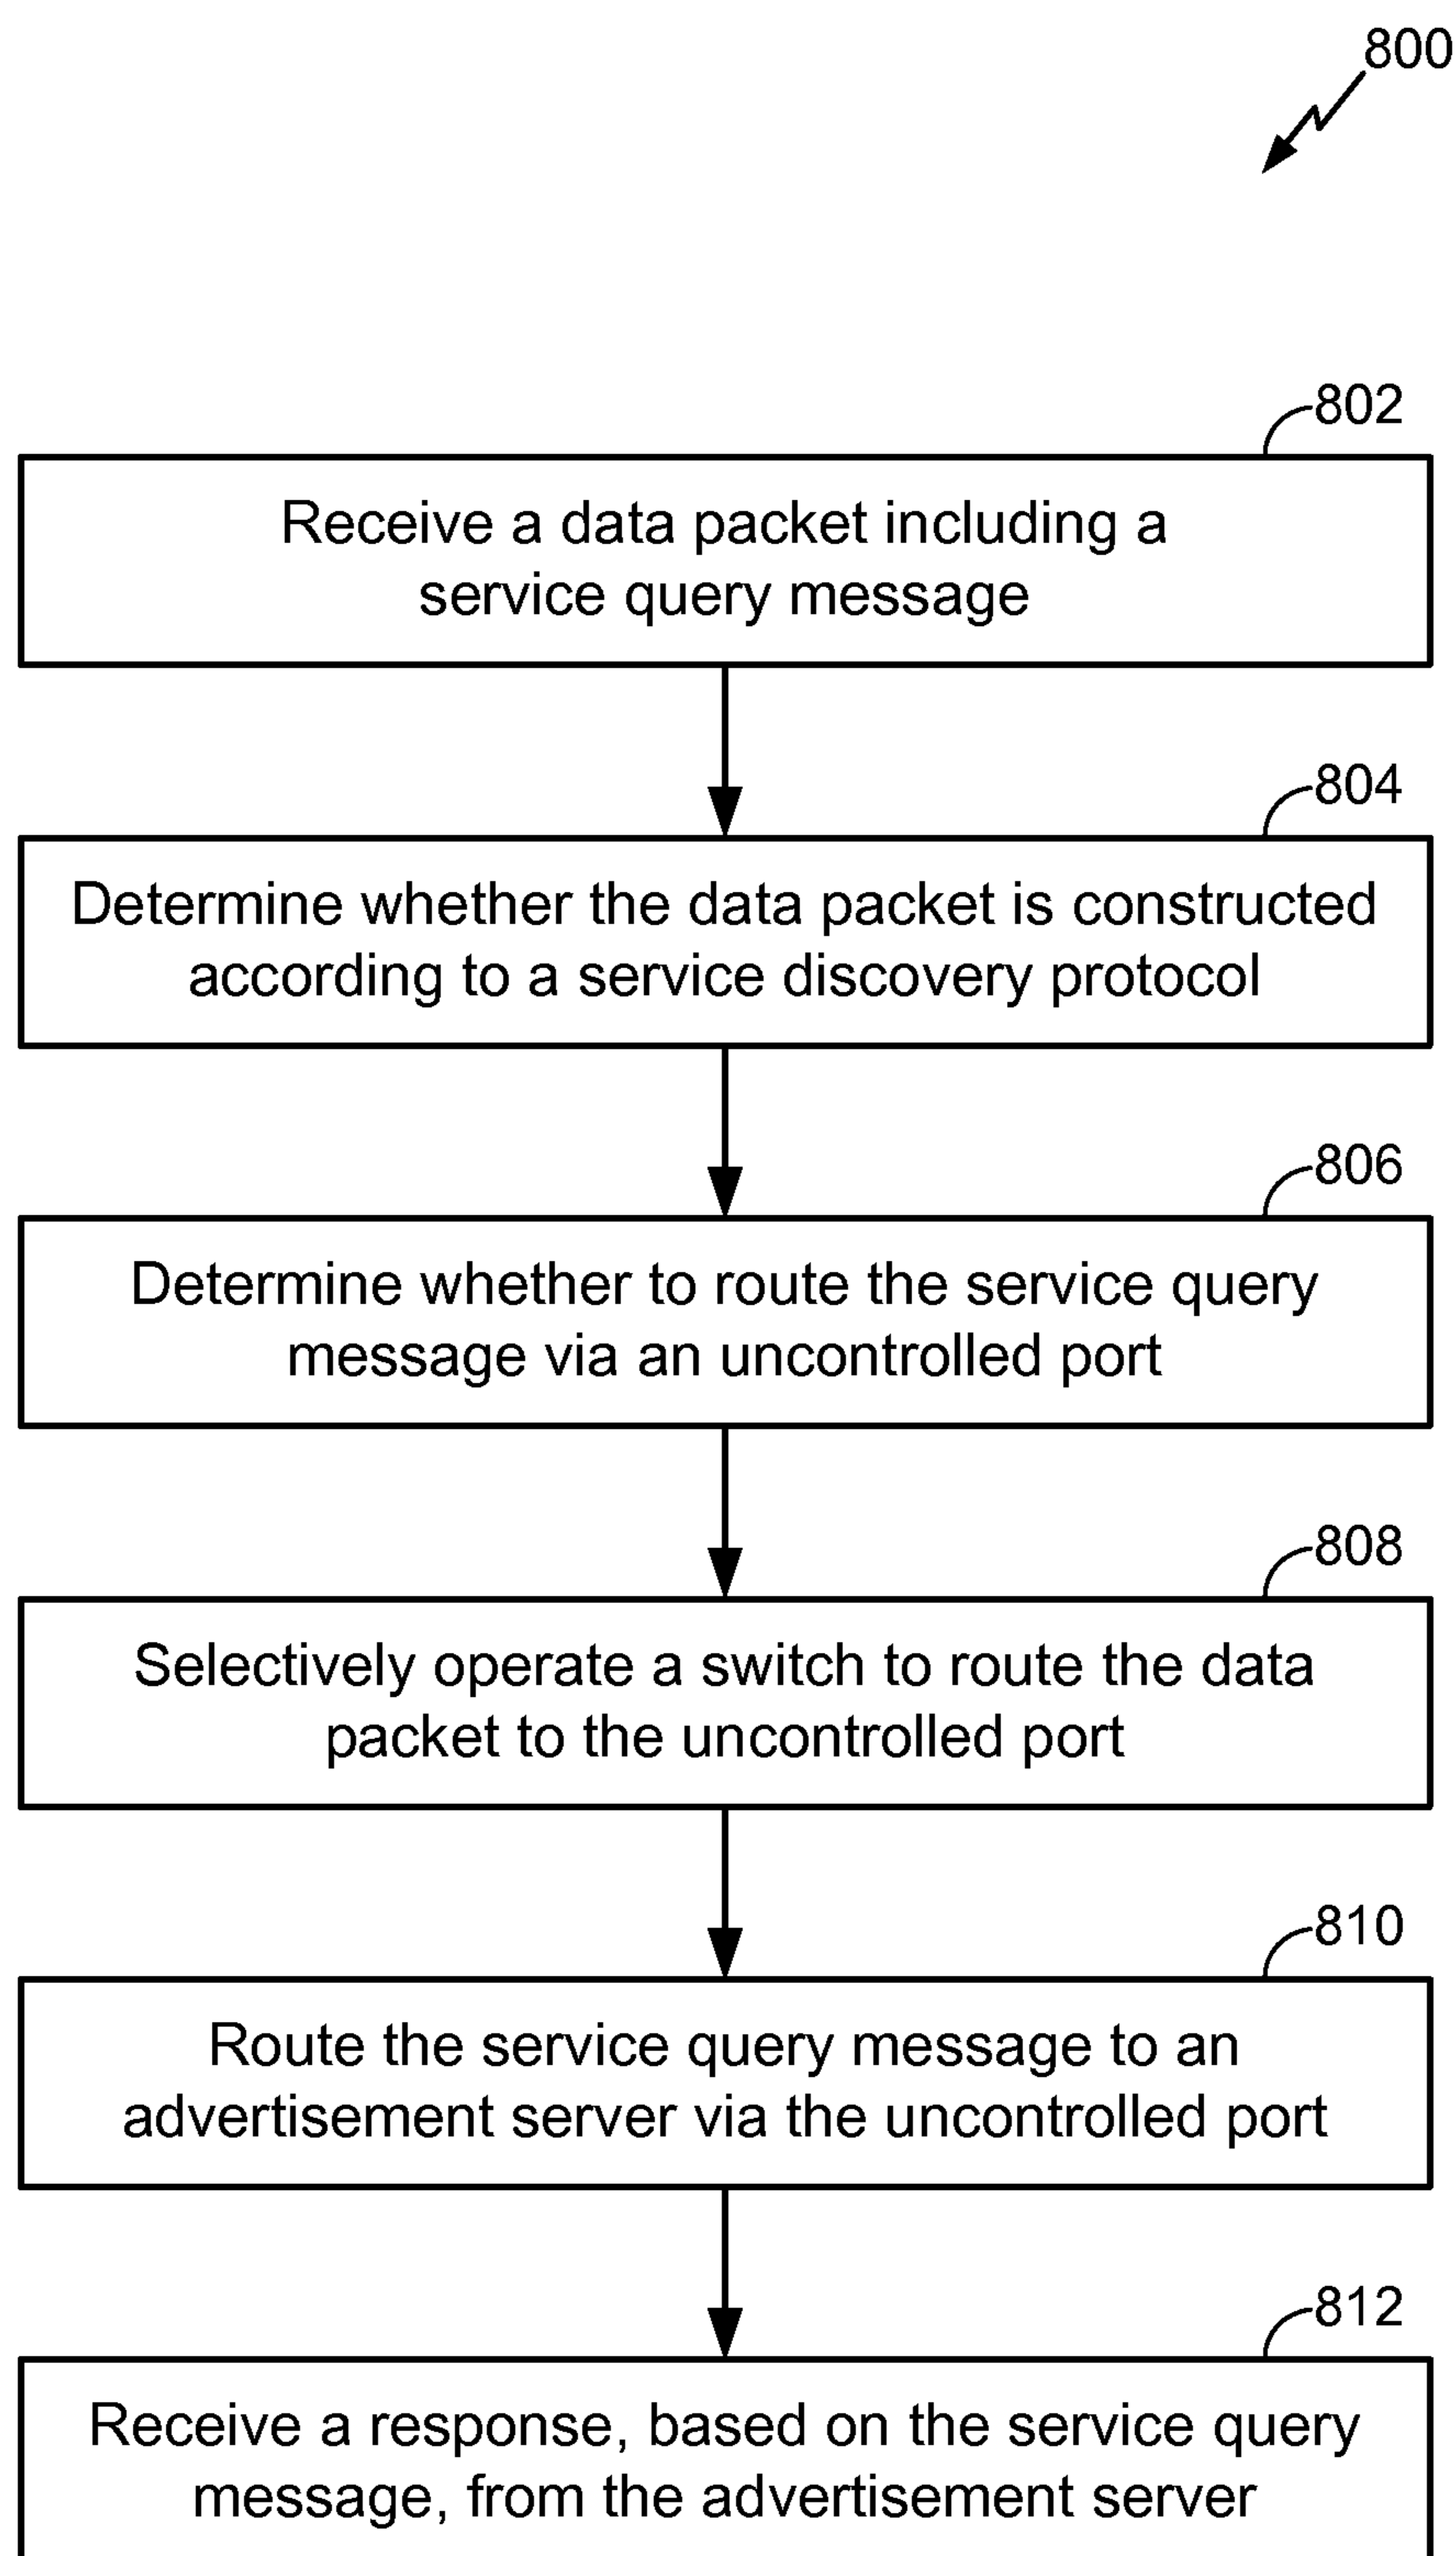 800
802
Receive a data packet including a
service query message
804
Determine whether the data packet is constructed
according to a service discovery protocol
806
Determine whether to route the service query
message via an uncontrolled port
808
Selectively operate a switch to route the data
packet to the uncontrolled port
810
Route the service query message to an
advertisement server via the uncontrolled port
812
Receive a response, based on the service query
message, from the advertisement server